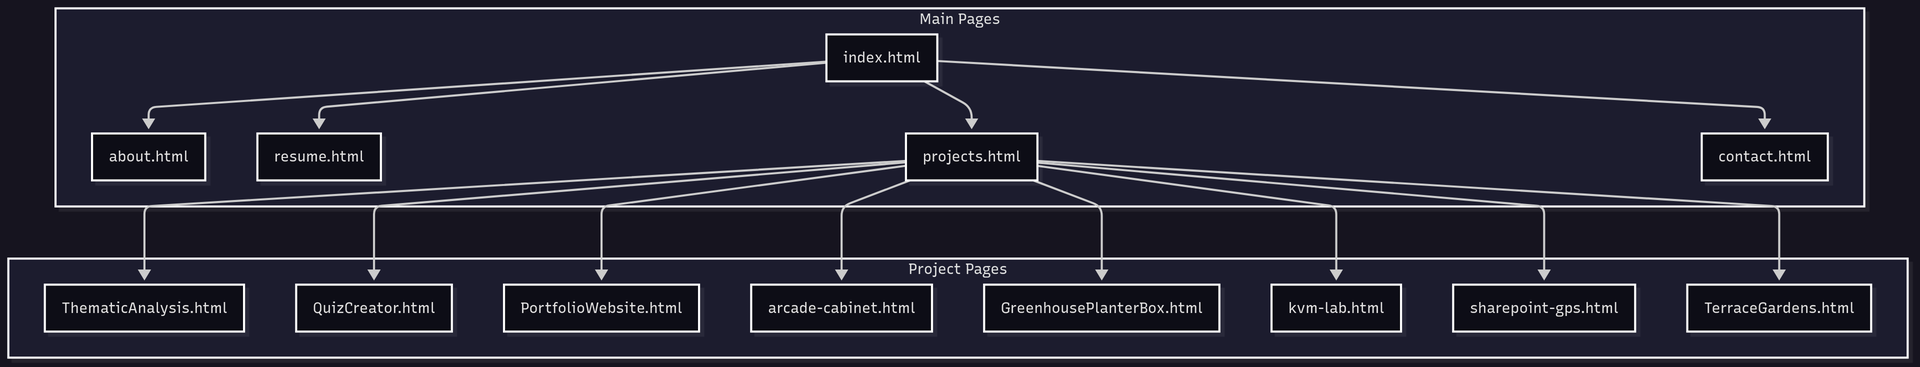 Main Pages
index.html
about.html
resume.html
projects.html
contact.html
Project Pages
ThematicAnalysis.html
QuizCreator.html
PortfolioWebsite.html
arcade-cabinet.html
GreenhousePlanterBox.html
kvm-lab.html
sharepoint-gps.html
TerraceGardens.html